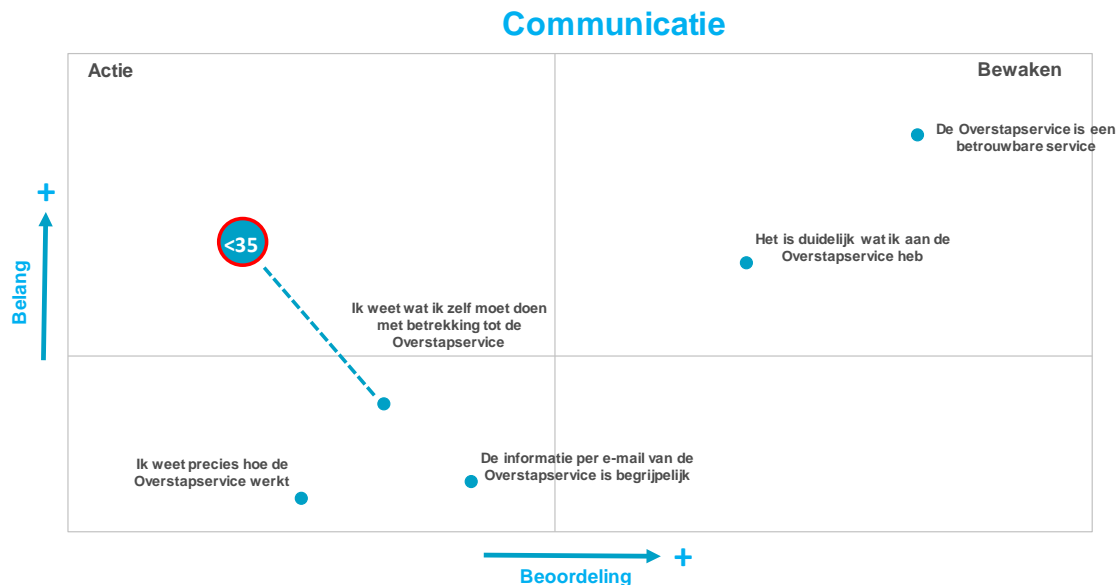 Communicatie
Actie
Bewaken
De Overstapservice is een
betrouwbare service
+
<35
Het is duidelijk wat ik aan de
Overstapservice heb
Belang
Ik weet wat ik zelf moet doen
met betrekking tot de
Overstapservice
Ik weet precies hoe de
Overstapservice werkt
De informatie per e-mail van de
Overstapservice is begrijpelijk
+
Beoordeling